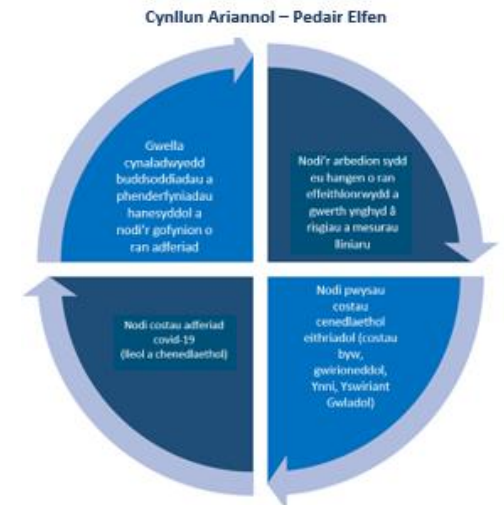 Cynllun Ariannol – Pedair Elfen
Gwella
cynaladwyedd
buddsoddiadau a
phenderfyniadau
hanesyddol a
nodi'r gofynion o
ran adferiad
Nodi'r arbedion sydd
eu hangen o ran
effeithlonrwydd a
gwerth ynghyd â
risgiau a mesurau
lliniaru
Nodi pwysau
costau
cenedlaethol
eithriadol (costau
byw,
gwirioneddol,
Ynni, Yswiriant
Gwladol)
Nodi costau adferiad
covid-19
(lleol a chenedlaethol)